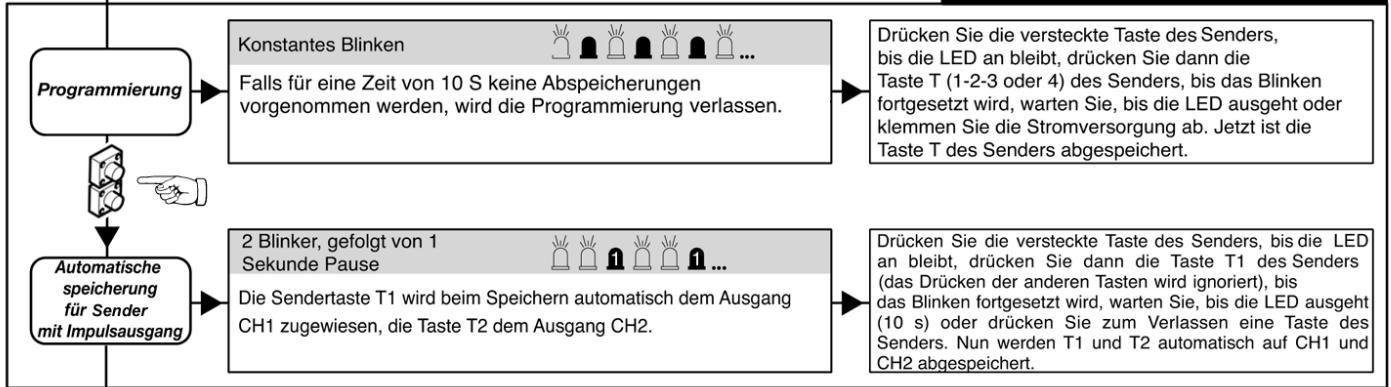 Programmierung
Konstantes Blinken
...
Falls für eine Zeit von 10 S keine Abspeicherungen
vorgenommen werden, wird die Programmierung verlassen.
Drücken Sie die versteckte Taste des Senders,
bis die LED an bleibt, drücken Sie dann die
Taste T (1-2-3 oder 4) des Senders, bis das Blinken
fortgesetzt wird, warten Sie, bis die LED ausgeht oder
klemmen Sie die Stromversorgung ab. Jetzt ist die
Taste T des Senders abgespeichert.
Automatische
speicherung
für Sender
mit Impulsausgang
2 Blinker, gefolgt von 1
Sekunde Pause
1 1 ...
Die Sendertaste T1 wird beim Speichern automatisch dem Ausgang
CH1 zugewiesen, die Taste T2 dem Ausgang CH2.
Drücken Sie die versteckte Taste des Senders, bis die LED
an bleibt, drücken Sie dann die Taste T1 des Senders
(das Drücken der anderen Tasten wird ignoriert), bis
das Blinken fortgesetzt wird, warten Sie, bis die LED ausgeht
(10 s) oder drücken Sie zum Verlassen eine Taste des
Senders. Nun werden T1 und T2 automatisch auf CH1 und
CH2 abgespeichert.